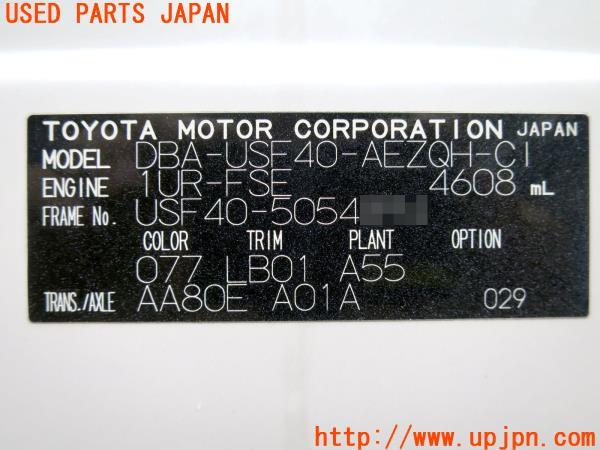 USED PARTS JAPAN
TOYOTA MOTOR CORPORATION JAPAN
MODEL DBA-USF40-AEZQH-CI
ENGINE 1UR-FSE 4608 mL
FRAME No. USF40-5054
COLOR TRIM PLANT OPTION
077 LB01 A55
TRANS./AXLE AA80E A01A 029
http://www.upjpn.com